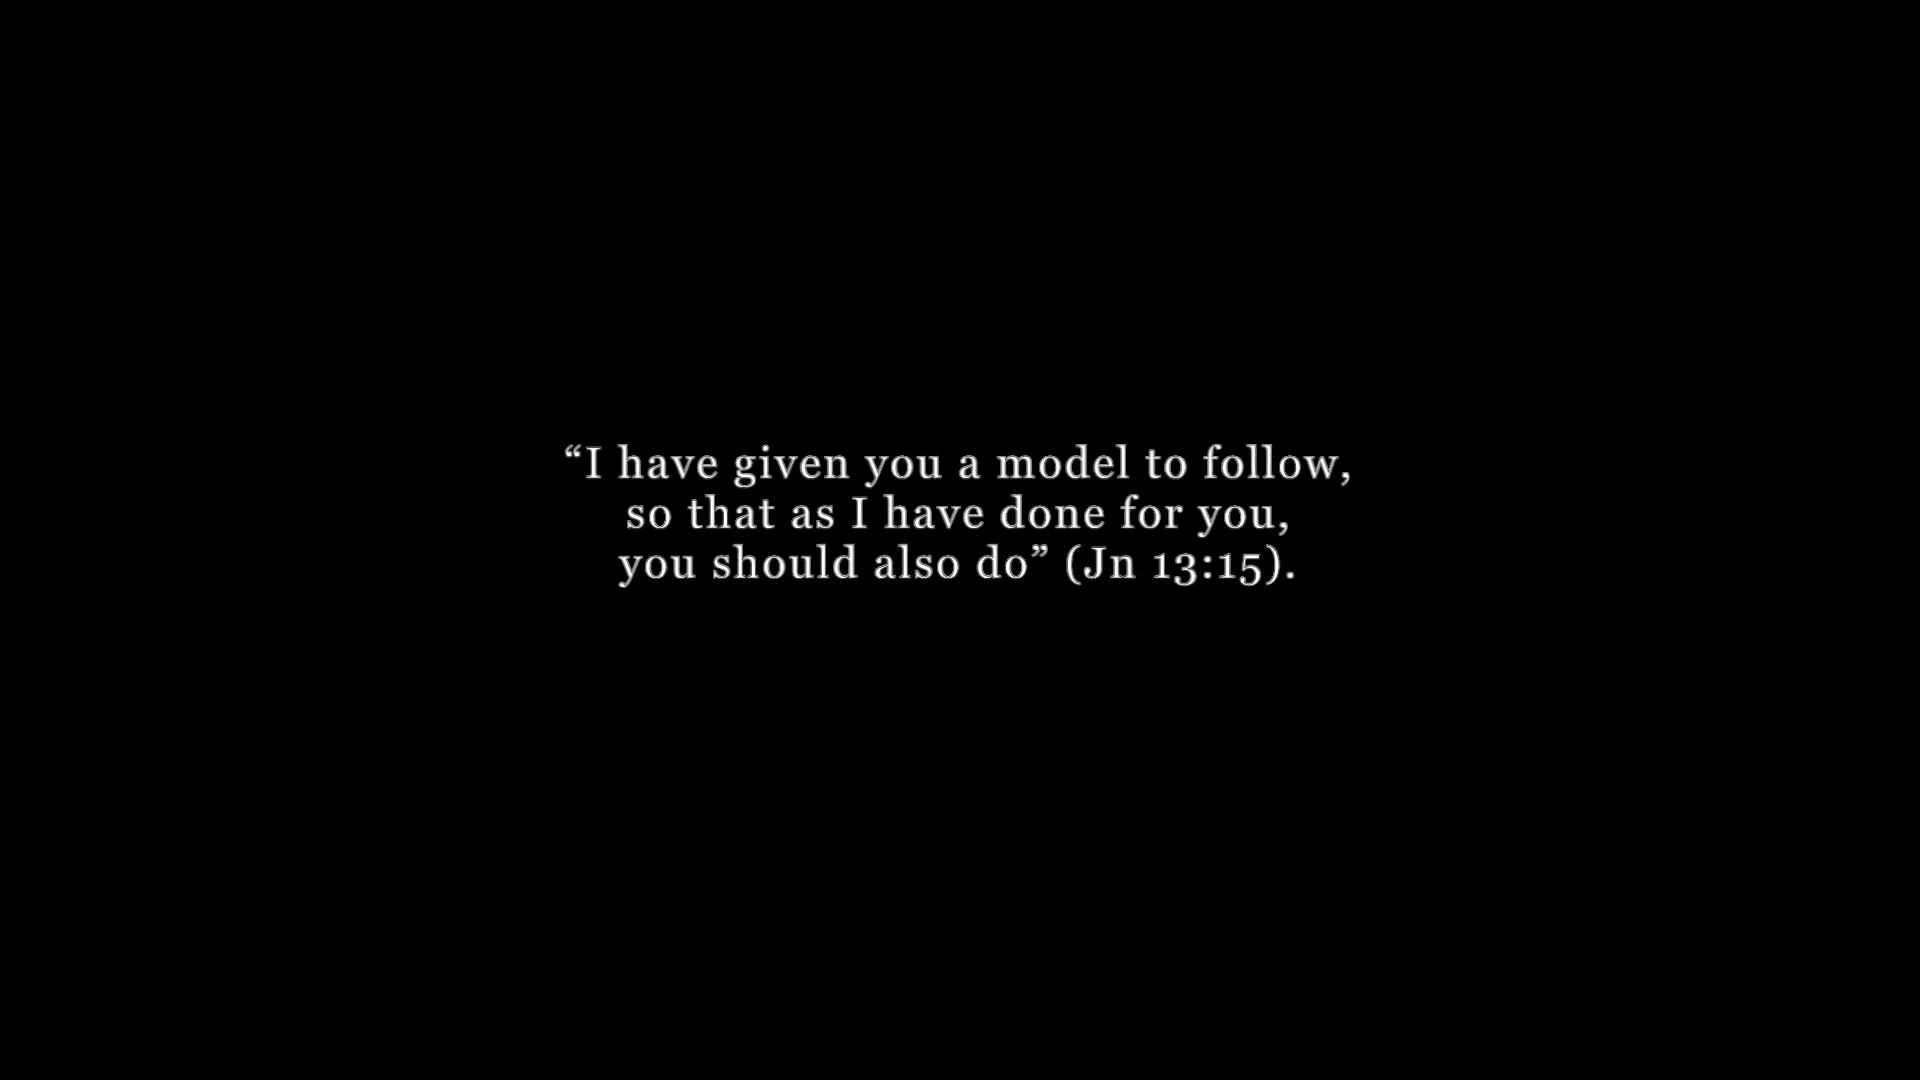 “I have given you a model to follow,
so that as I have done for you,
you should also do” (Jn 13:15).